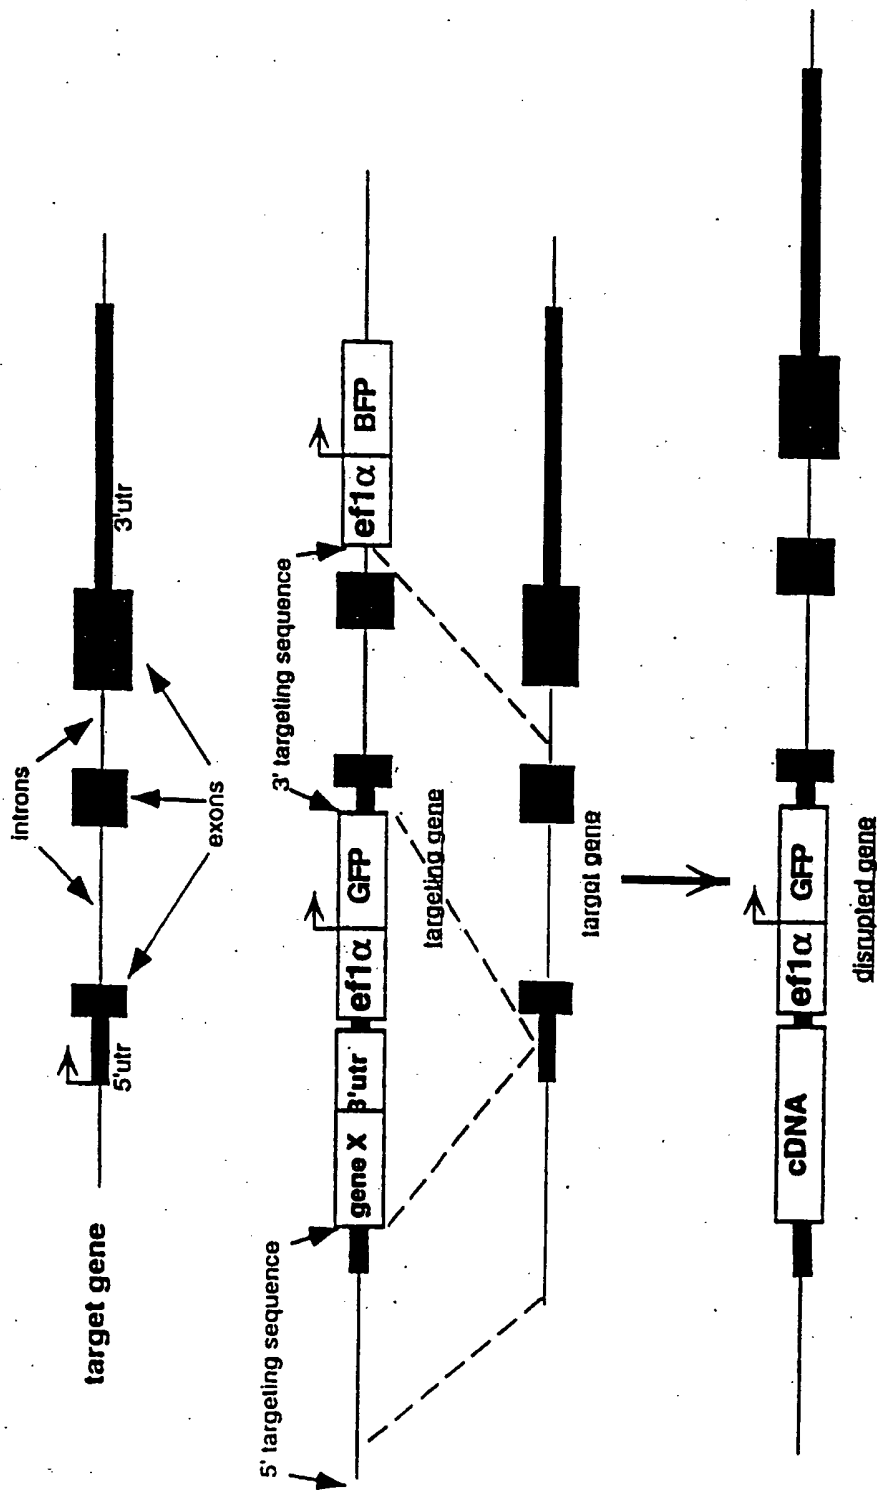 target gene
introns
5'utr
3'utr
exons
5' targeting sequence
3' targeting sequence
gene X
3'utr
ef1α
GFP
ef1α
BFP
targeting gene
target gene
cDNA
ef1α
GFP
disrupted gene